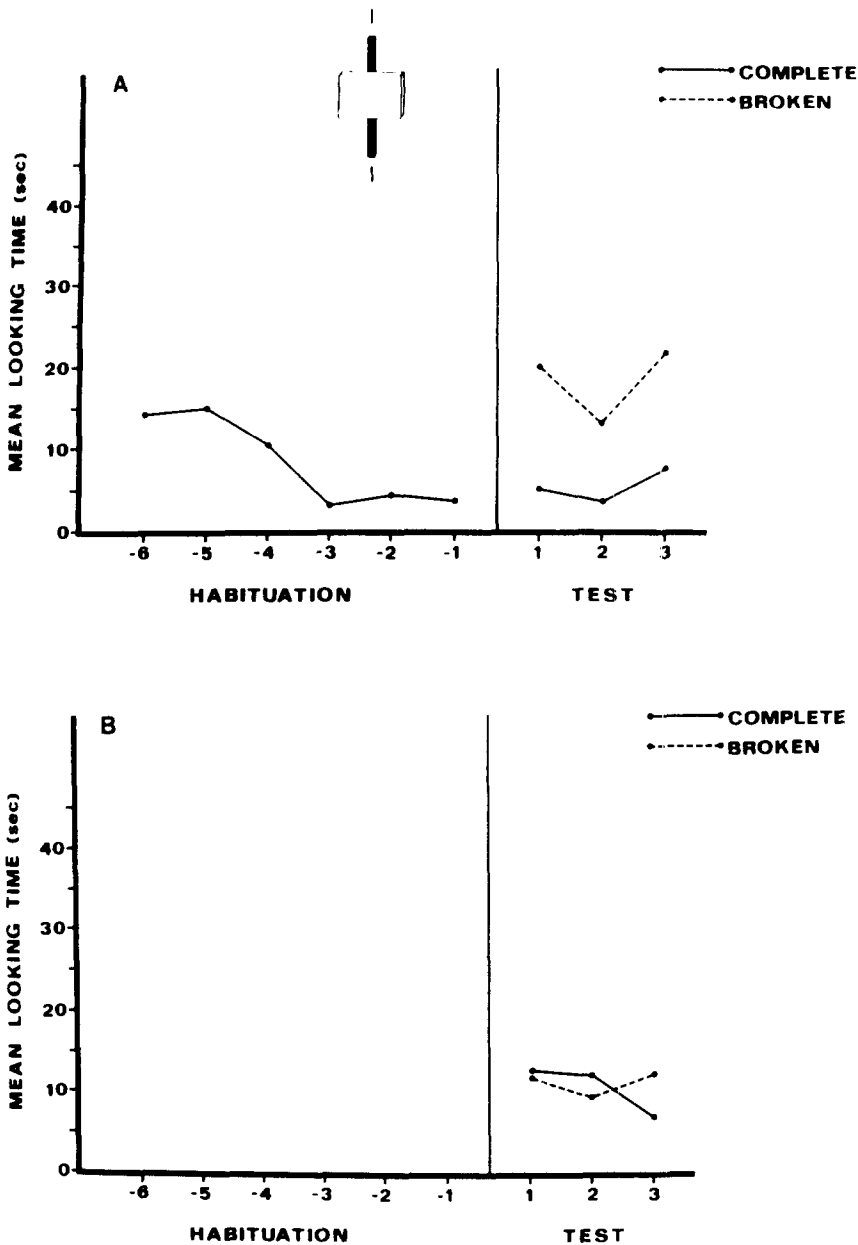 A
COMPLETE
BROKEN
MEAN LOOKING TIME (sec)
40
30
20
10
0
-6 -5 -4 -3 -2 -1 1 2 3
HABITUATION TEST
B
COMPLETE
BROKEN
MEAN LOOKING TIME (sec)
40
30
20
10
0
-6 -5 -4 -3 -2 -1 1 2 3
HABITUATION TEST